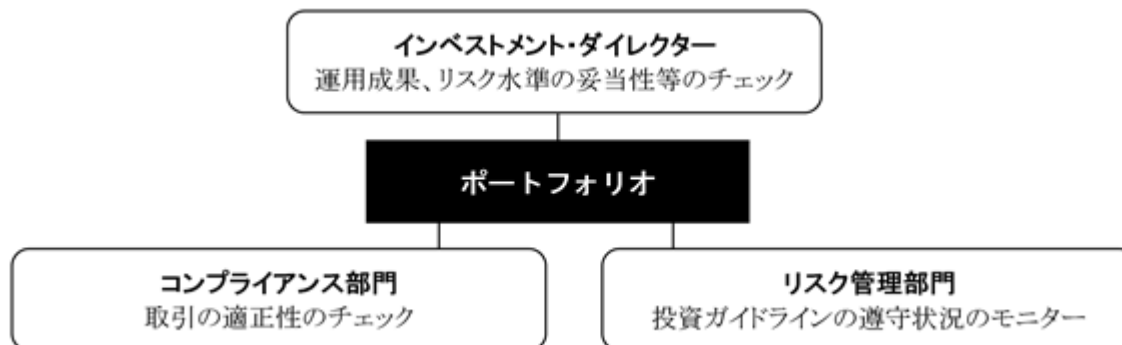 インベストメント・ダイレクター
運用成果、リスク水準の妥当性等のチェック
ポートフォリオ
コンプライアンス部門
取引の適正性のチェック
リスク管理部門
投資ガイドラインの遵守状況のモニター